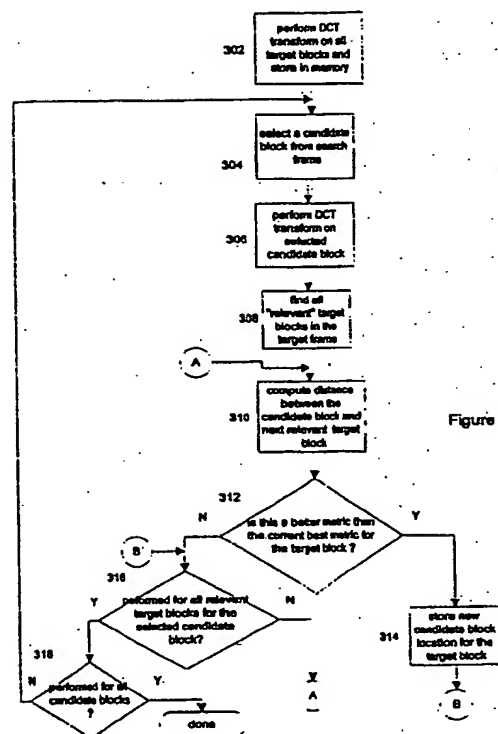 302
perform DCT
transform on all
target blocks and
store in memory
304
select a candidate
block from search
frame
306
perform DCT
transform on
selected
candidate block
308
find all
"relevant" target
blocks in the
target frame
A
310
compute distance
between the
candidate block and
next relevant target
block
Figure
312
N
Y
is this a better metric than
the current best metric for
the target block ?
B
316
performed for all relevant
target blocks for the
selected candidate
block?
Y
N
314
store new
candidate block
location for the
target block
318
N
Y
performed for all
candidate blocks
?
A
B
done